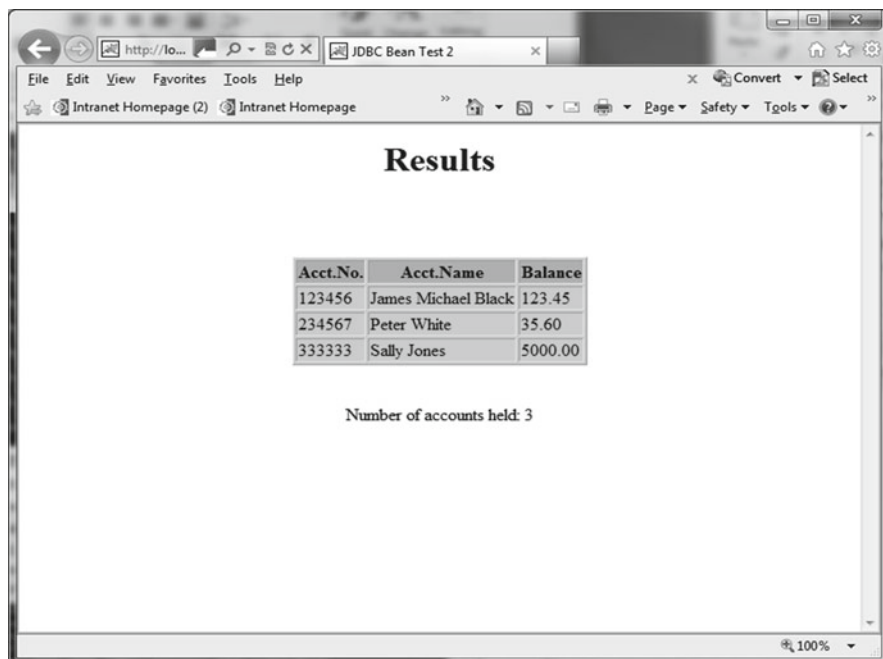 http://lo...
JDBC Bean Test 2
File Edit View Favorites Tools Help
Convert Select
Intranet Homepage (2) Intranet Homepage
Page Safety Tools
Results
Acct.No. Acct.Name Balance
123456 James Michael Black 123.45
234567 Peter White 35.60
333333 Sally Jones 5000.00
Number of accounts held: 3
100%